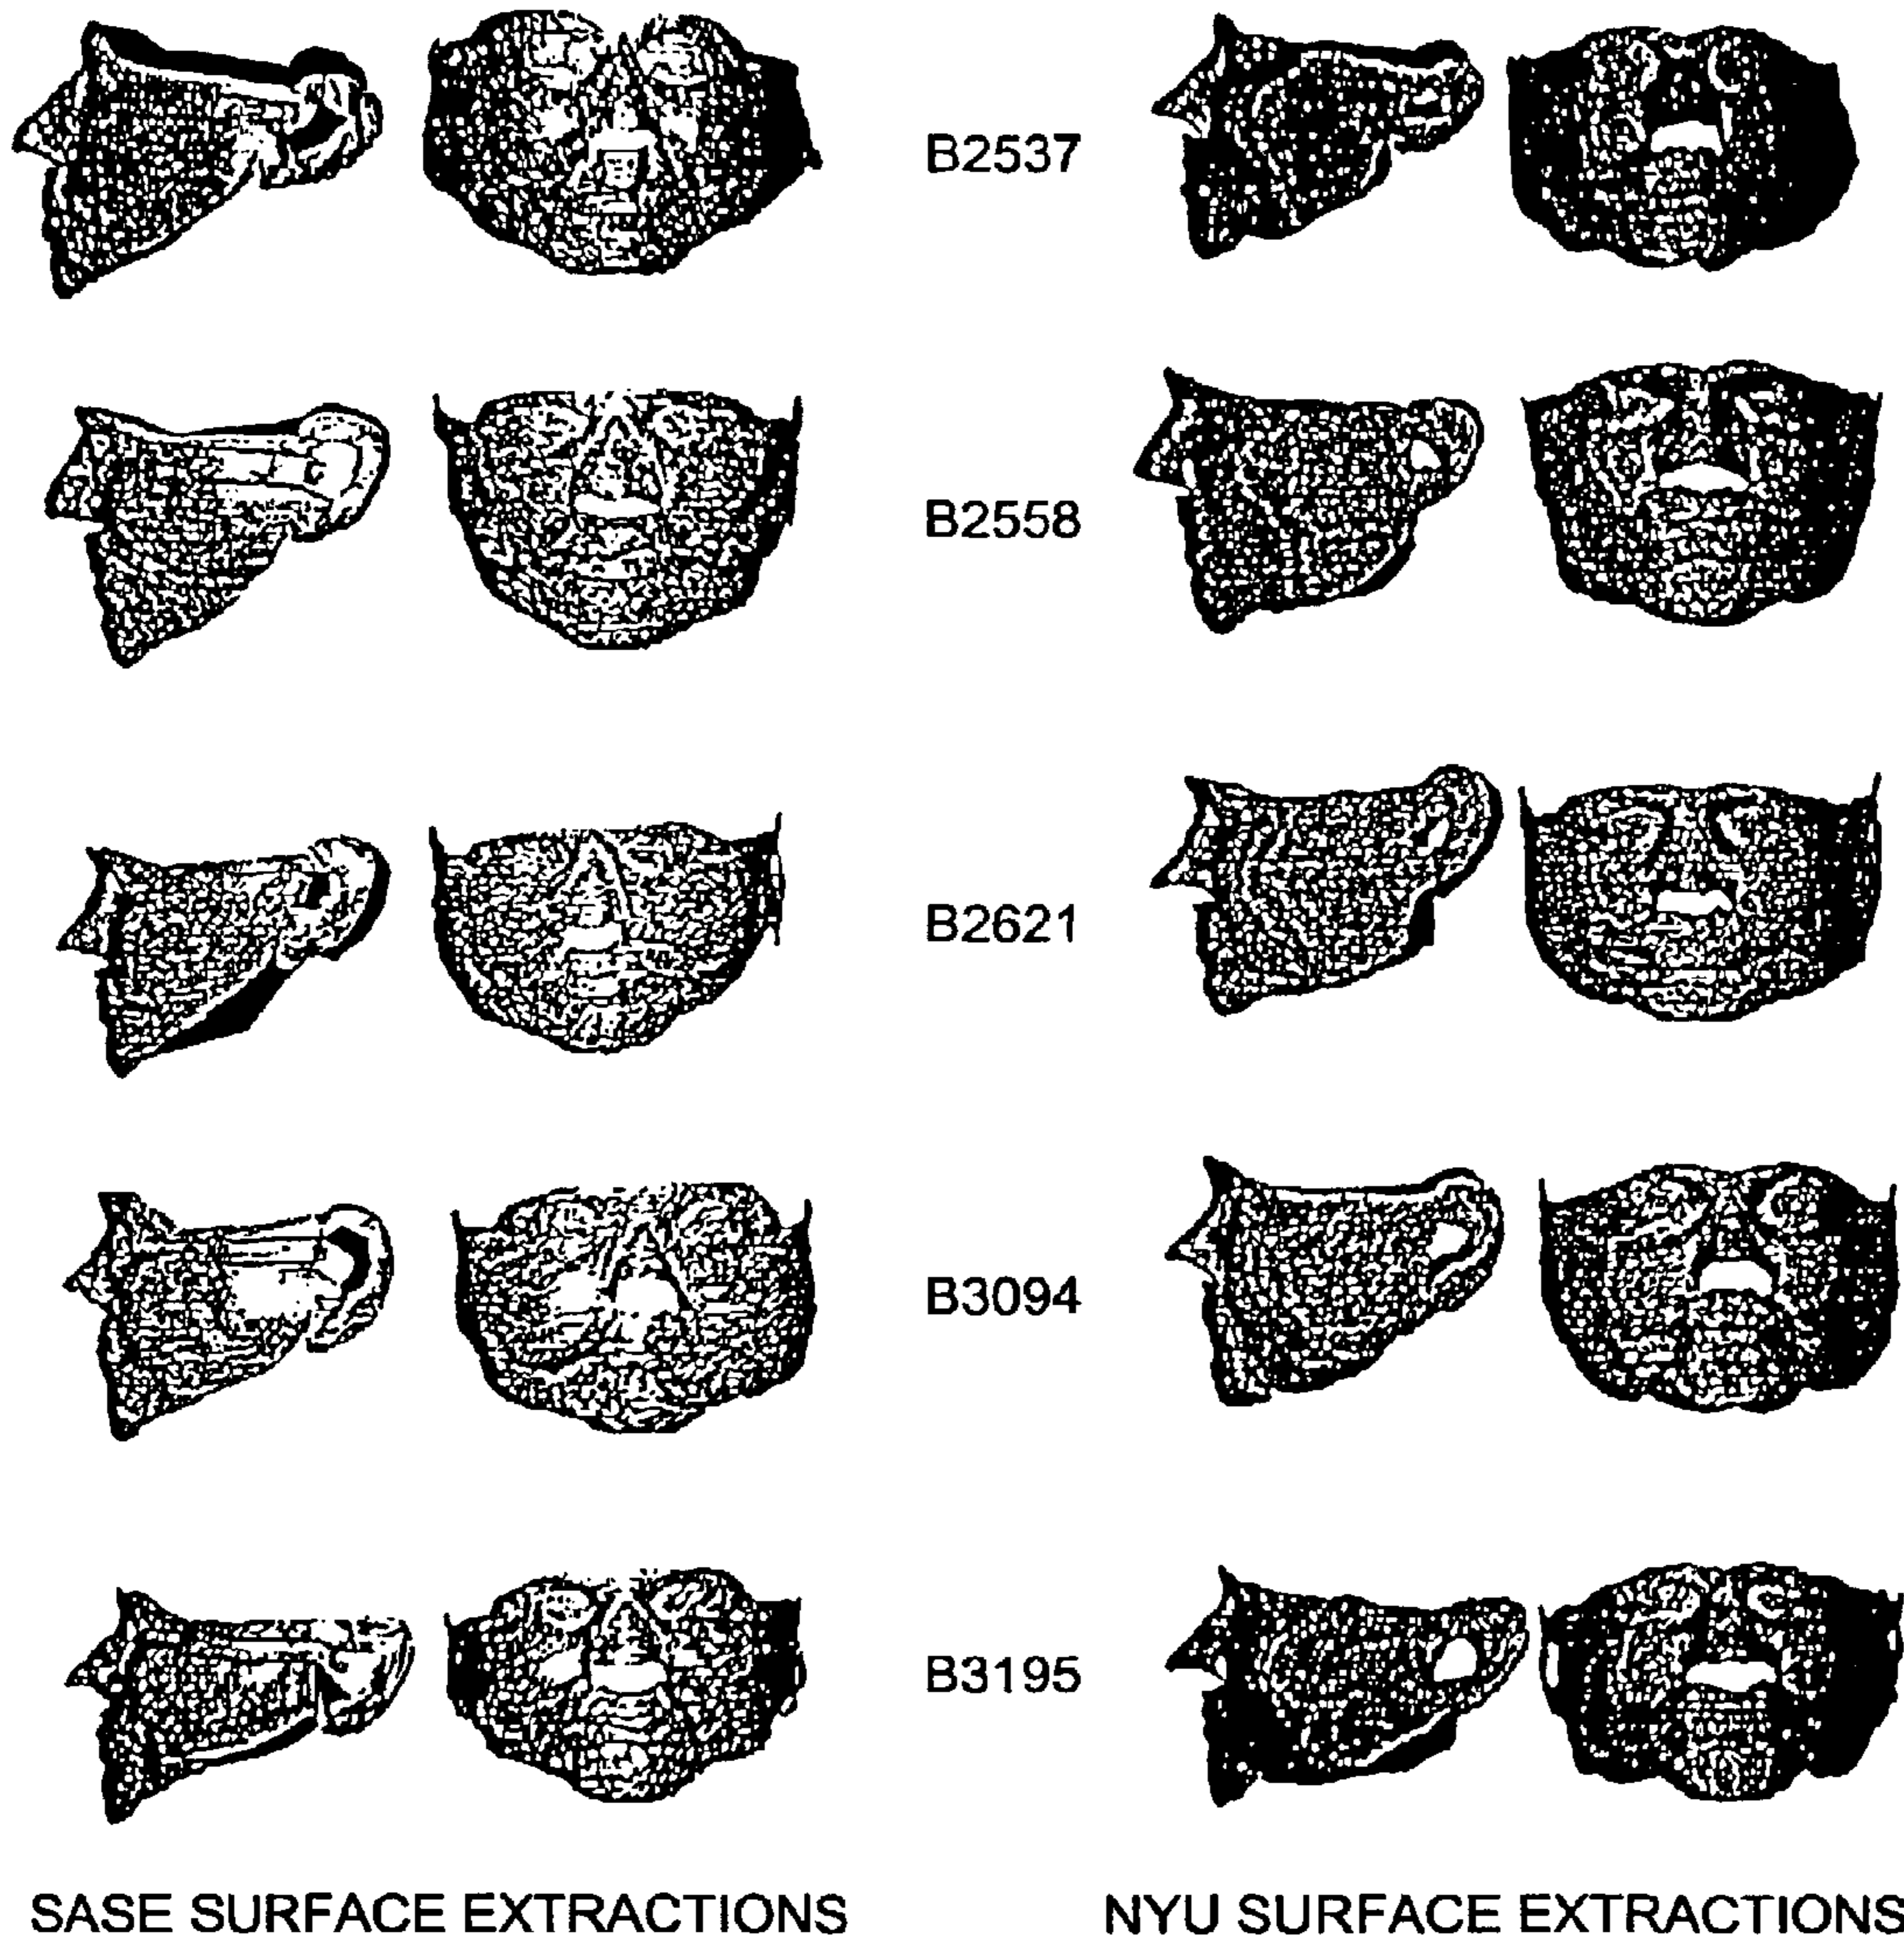 B2537
B2558
B2621
B3094
B3195
SASE SURFACE EXTRACTIONS
NYU SURFACE EXTRACTIONS